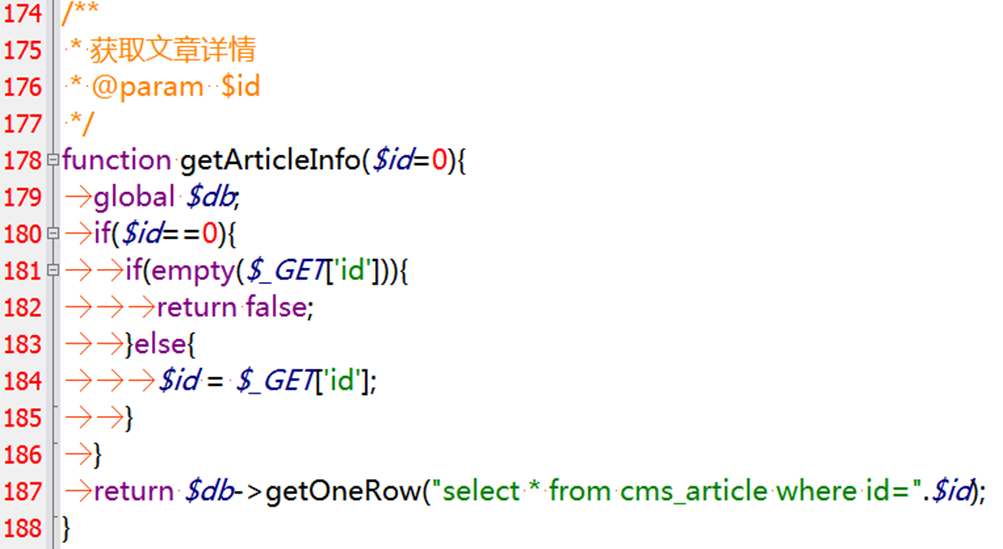 174 /**
175  * 获取文章详情
176  * @param  $id
177  */
178 function getArticleInfo($id=0){
179 global $db;
180 if($id==0){
181 if(empty($_GET['id'])){
182 return false;
183 }else{
184 $id = $_GET['id'];
185 }
186 }
187 return $db->getOneRow("select * from cms_article where id=".$id);
188 }